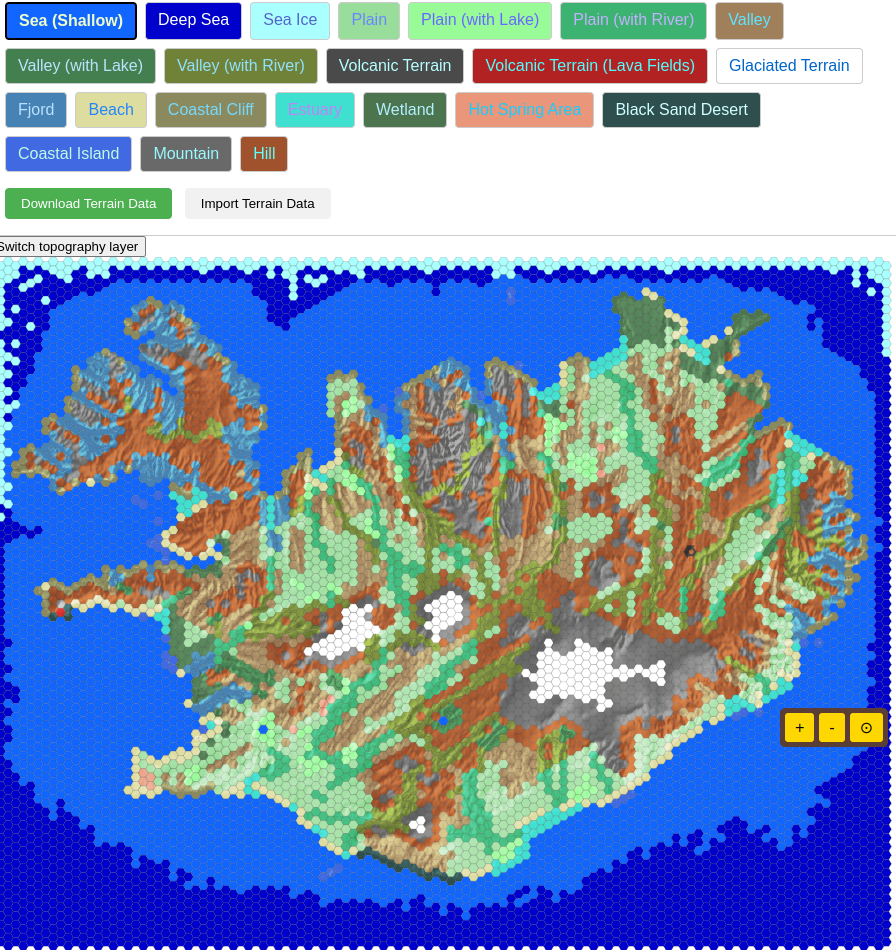 Sea (Shallow) Deep Sea Sea Ice Plain Plain (with Lake) Plain (with River) Valley
Valley (with Lake) Valley (with River) Volcanic Terrain Volcanic Terrain (Lava Fields) Glaciated Terrain
Fjord Beach Coastal Cliff Estuary Wetland Hot Spring Area Black Sand Desert
Coastal Island Mountain Hill
Download Terrain Data Import Terrain Data
Switch topography layer
+ - ⊙